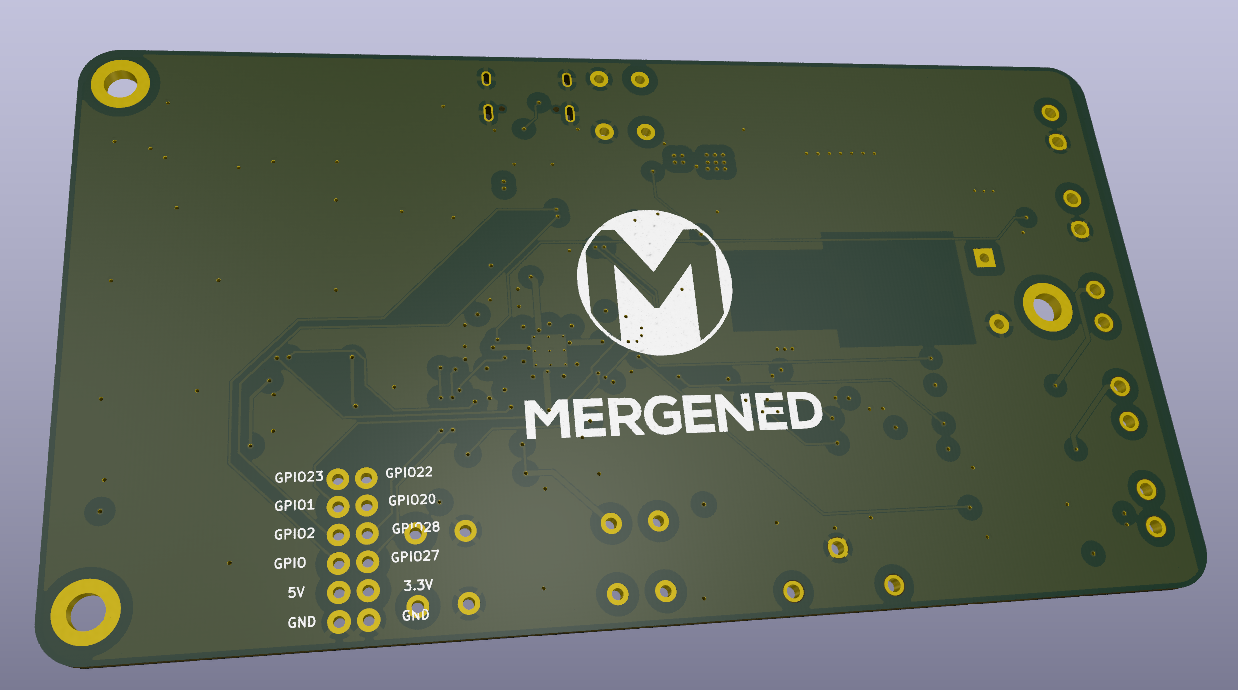 MERGENED
GPIO23 GPIO22
GPIO1 GPIO20
GPIO2 GPIO28
GPIO GPIO27
5V 3.3V
GND GND